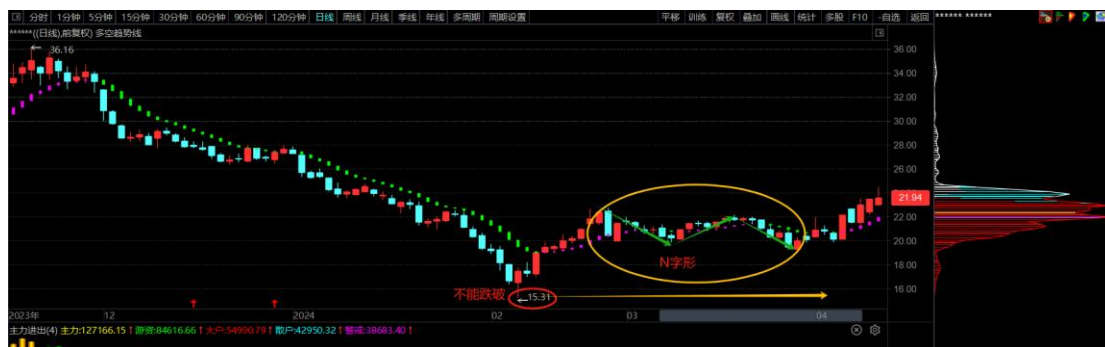 分时 1分钟 5分钟 15分钟 30分钟 60分钟 90分钟 120分钟 日线 周线 月线 季线 年线 多周期 周期设置 平移 训练 复权 叠加 画线 统计 多股 F10 -自选 返回 ****** ******
******((日线),前复权) 多空趋势线
36.16
36.00
34.00
32.00
30.00
28.00
26.00
21.94
22.00
20.00
N字形
18.00
不能跌破 15.31
16.00
2023年 12 2024 02 03 04
主力进出(4) 主力:127166.15↑ 游资:84616.66↑ 大户:54990.79↑ 散户:42950.32↑ 警戒:38683.40↑